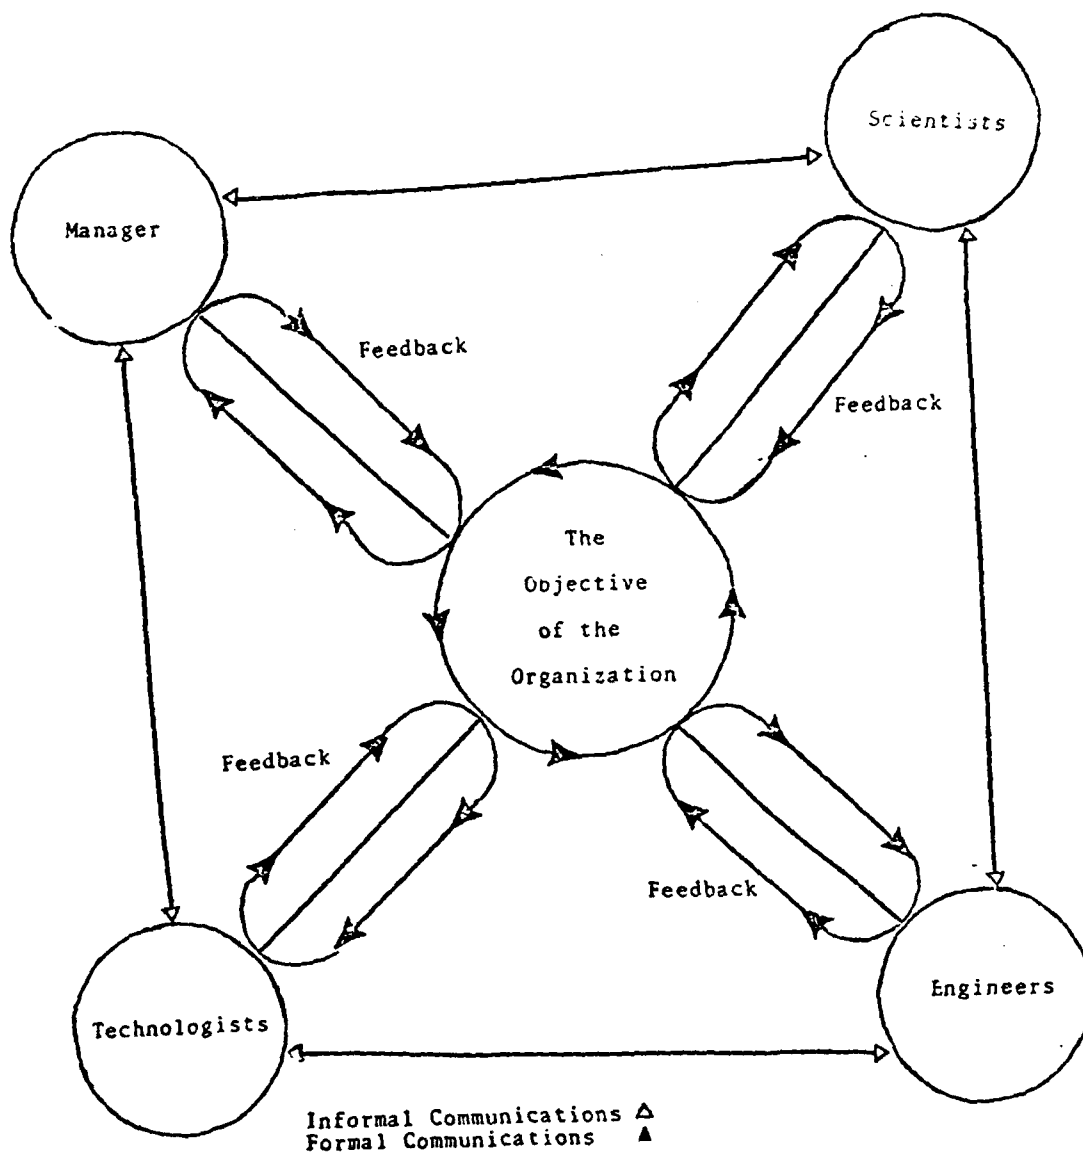 Scientists
Manager
Feedback
Feedback
The
Objective
of the
Organization
Feedback
Feedback
Engineers
Technologists
Informal Communications △
Formal Communications ▲